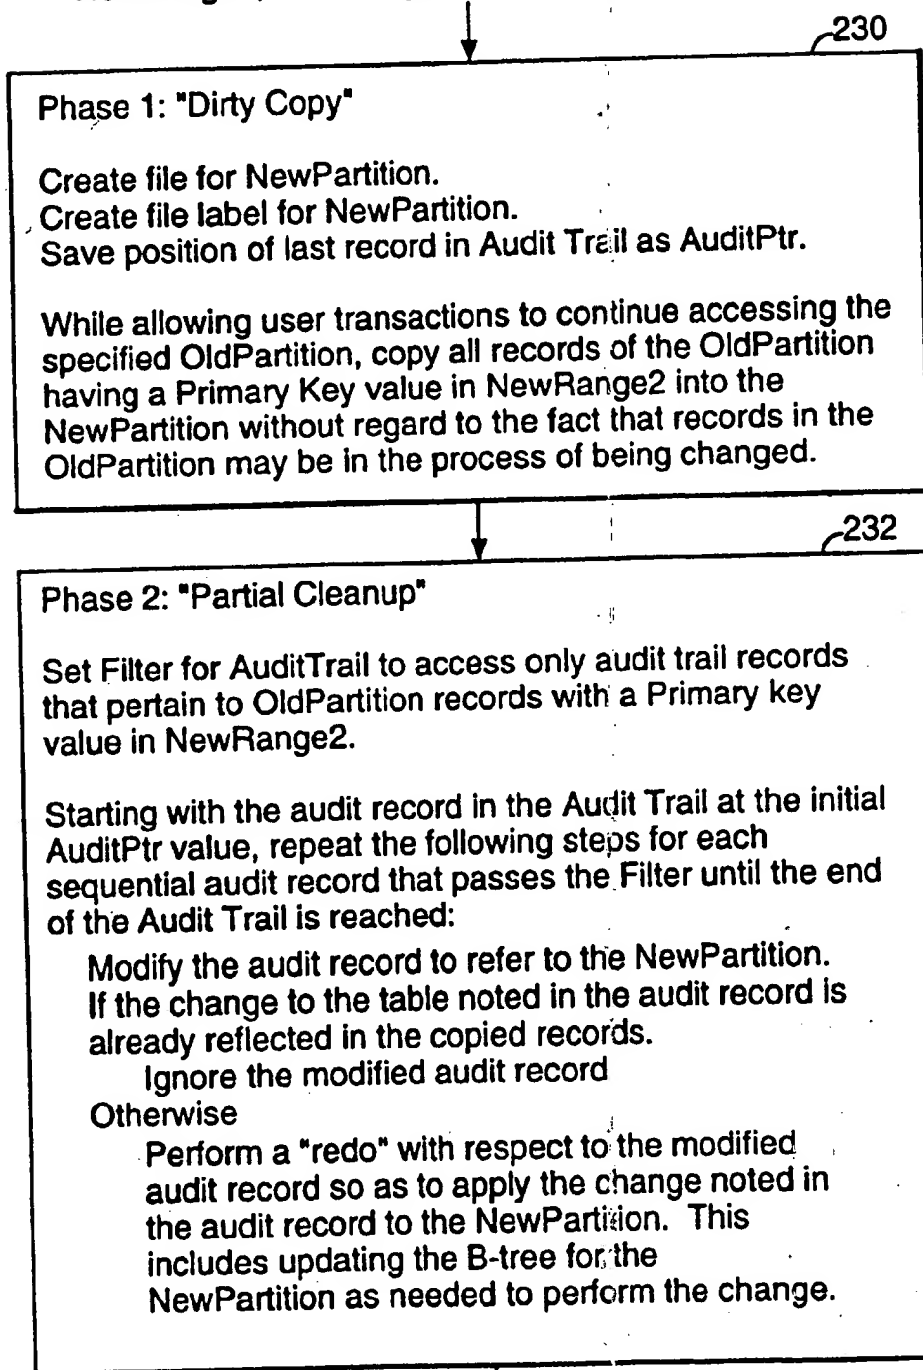 230
Phase 1: "Dirty Copy"
Create file for NewPartition.
Create file label for NewPartition.
Save position of last record in Audit Trail as AuditPtr.
While allowing user transactions to continue accessing the
specified OldPartition, copy all records of the OldPartition
having a Primary Key value in NewRange2 into the
NewPartition without regard to the fact that records in the
OldPartition may be in the process of being changed.
232
Phase 2: "Partial Cleanup"
Set Filter for AuditTrail to access only audit trail records
that pertain to OldPartition records with a Primary key
value in NewRange2.
Starting with the audit record in the Audit Trail at the initial
AuditPtr value, repeat the following steps for each
sequential audit record that passes the Filter until the end
of the Audit Trail is reached:
Modify the audit record to refer to the NewPartition.
If the change to the table noted in the audit record is
already reflected in the copied records.
Ignore the modified audit record
Otherwise
Perform a "redo" with respect to the modified
audit record so as to apply the change noted in
the audit record to the NewPartition. This
includes updating the B-tree for the
NewPartition as needed to perform the change.